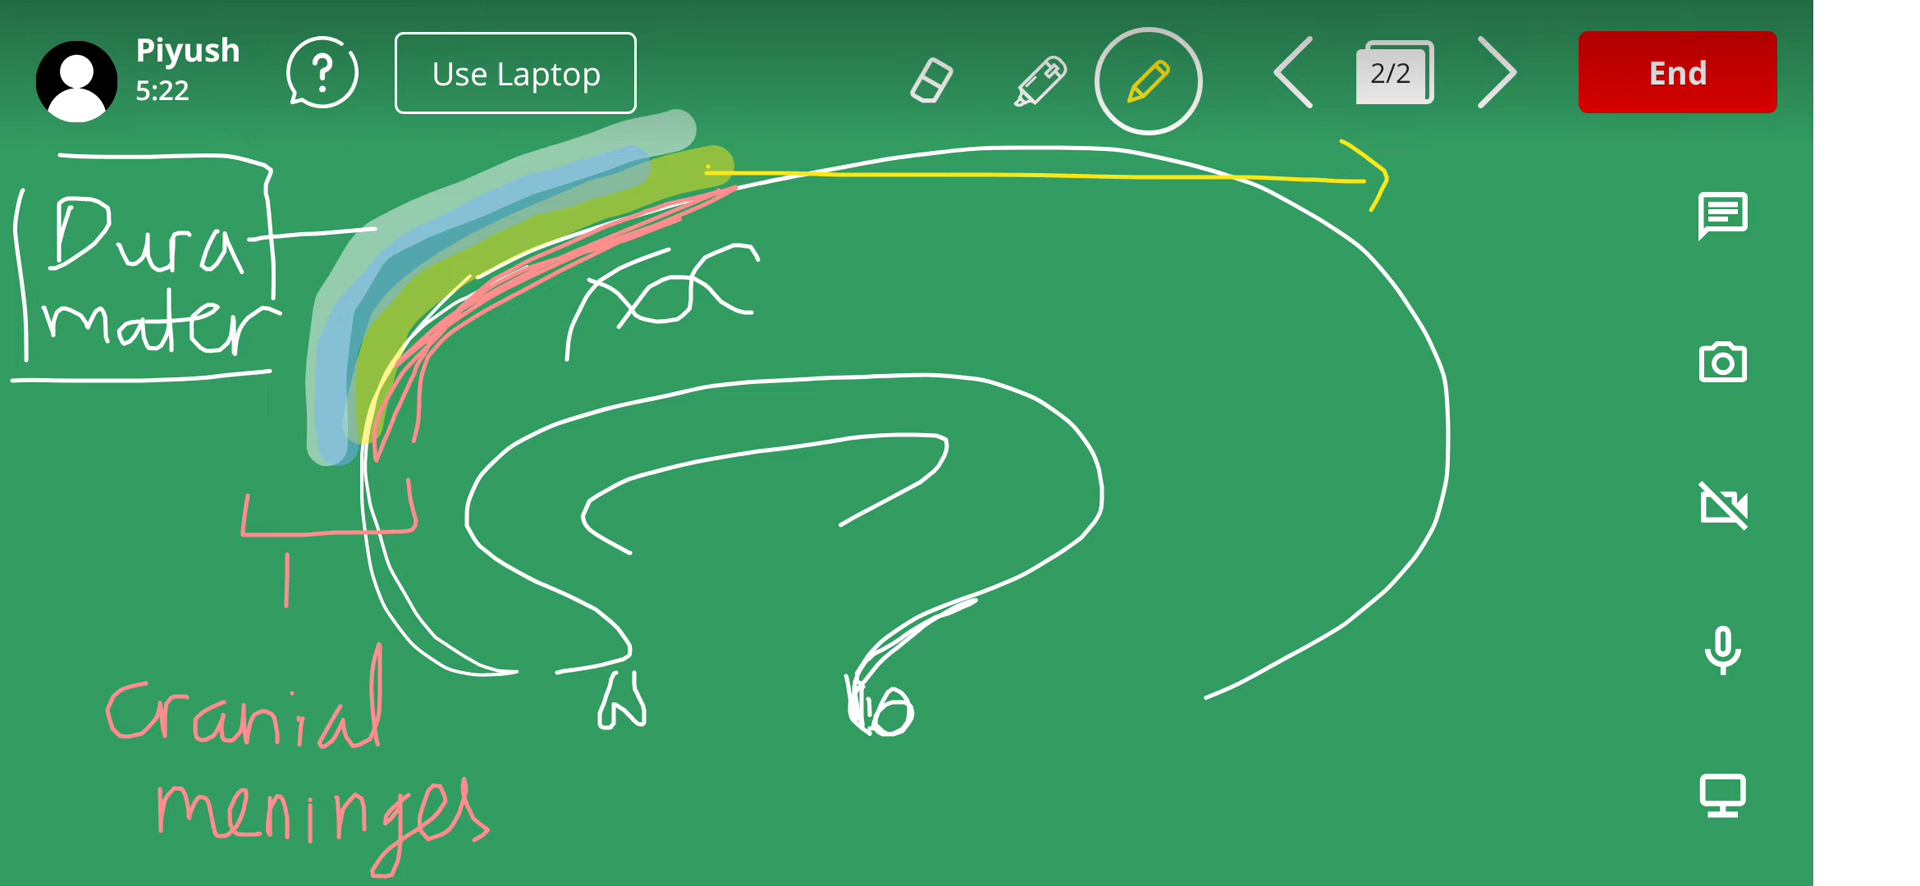 Piyush
5:22
?
Use Laptop
2/2
End
Dura
mater
Cranial
meninges